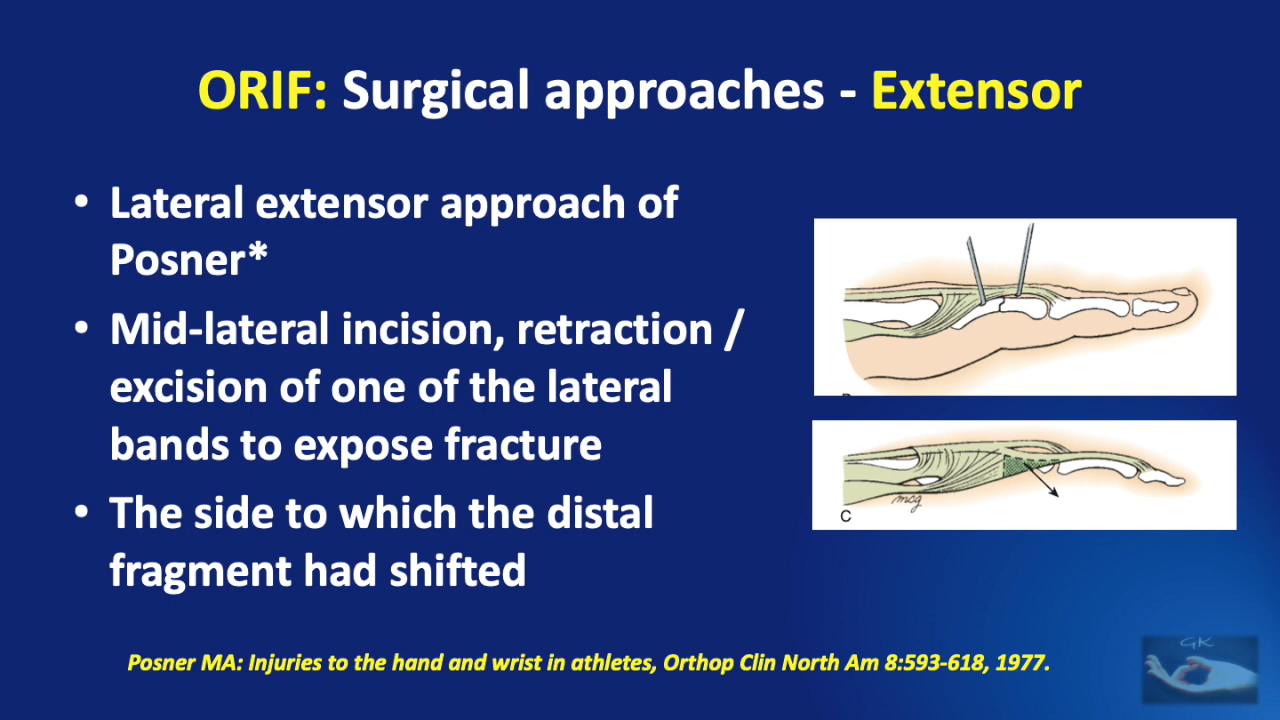 ORIF: Surgical approaches - Extensor
• Lateral extensor approach of
Posner*
• Mid-lateral incision, retraction /
excision of one of the lateral
bands to expose fracture
• The side to which the distal
fragment had shifted
mcg
C
Posner MA: Injuries to the hand and wrist in athletes, Orthop Clin North Am 8:593-618, 1977.
GK